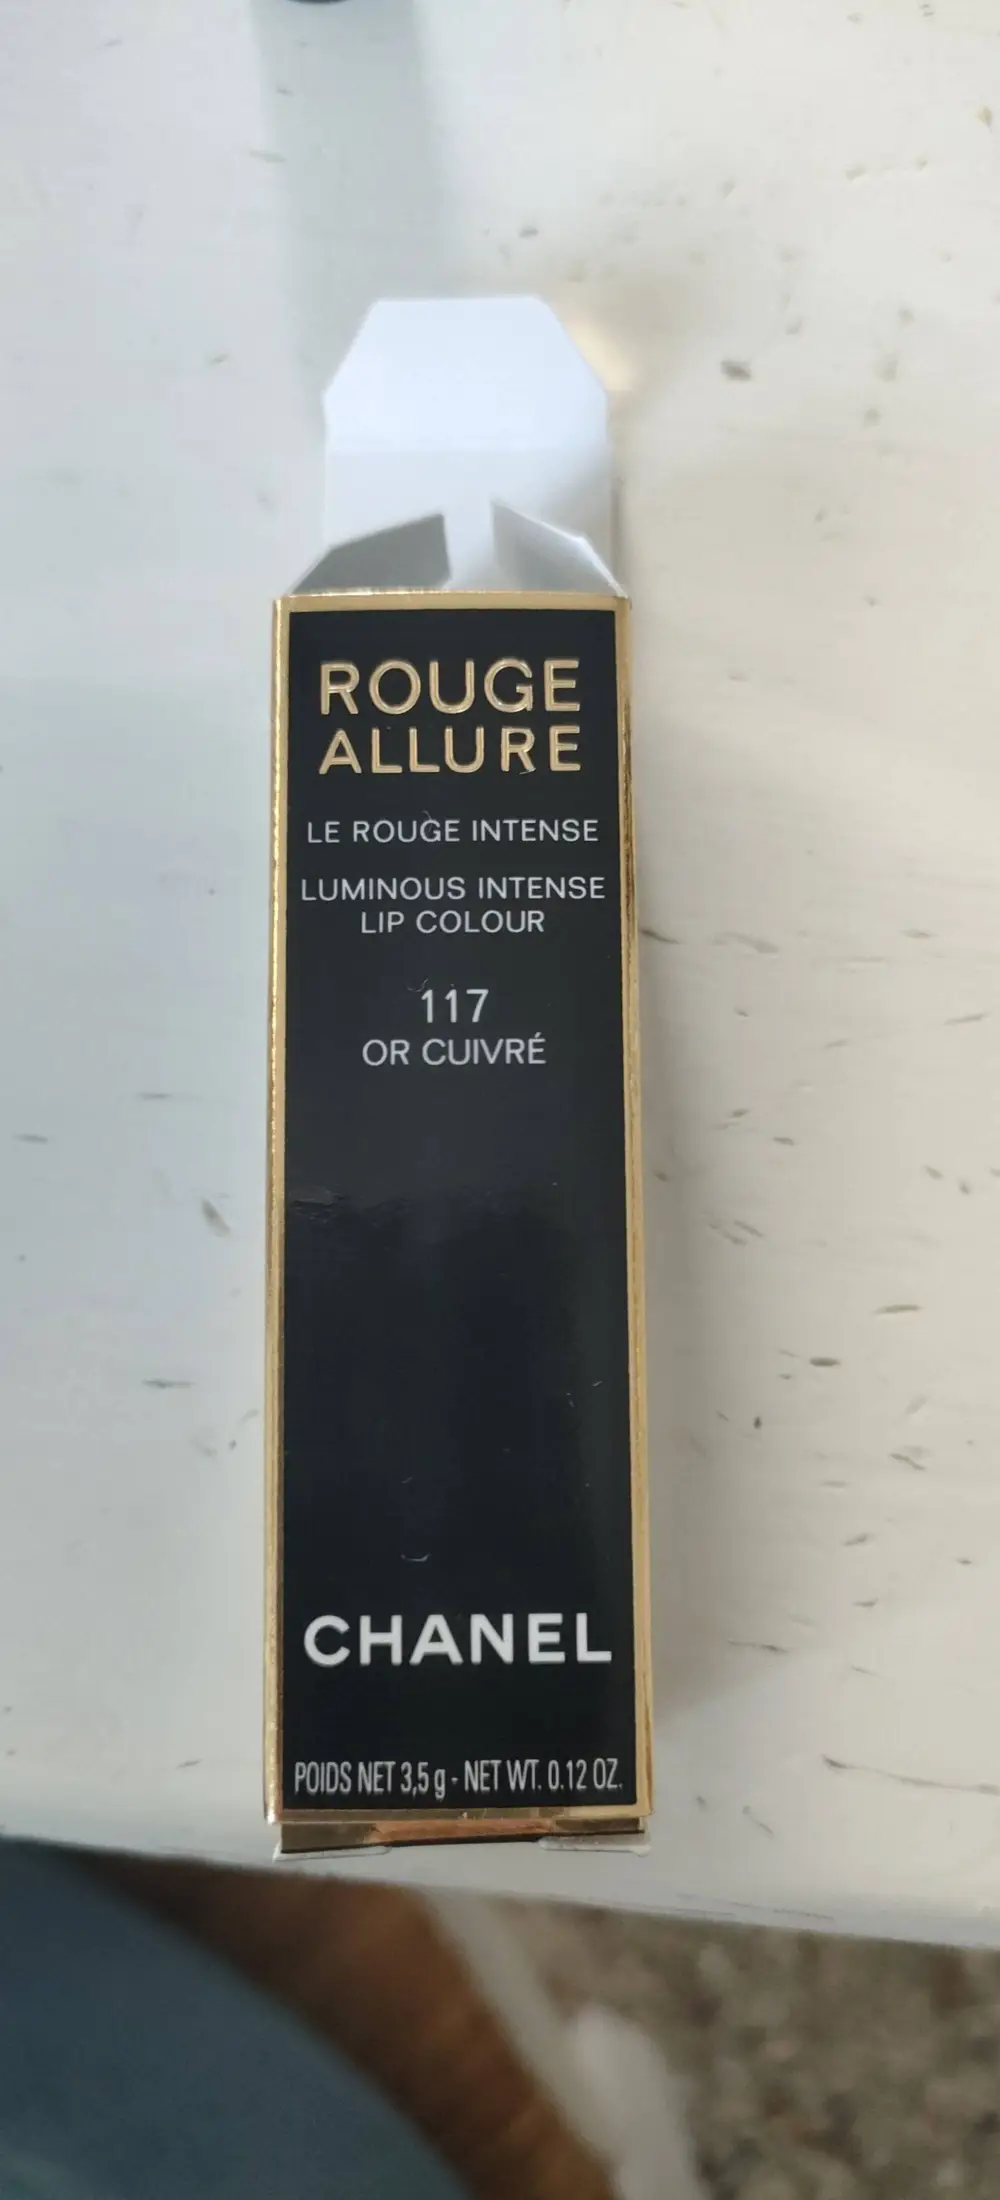 ROUGE
ALLURE
LE ROUGE INTENSE
LUMINOUS INTENSE
LIP COLOUR
117
OR CUIVRÉ
CHANEL
POIDS NET 3,5 g - NET WT. 0.12 OZ.